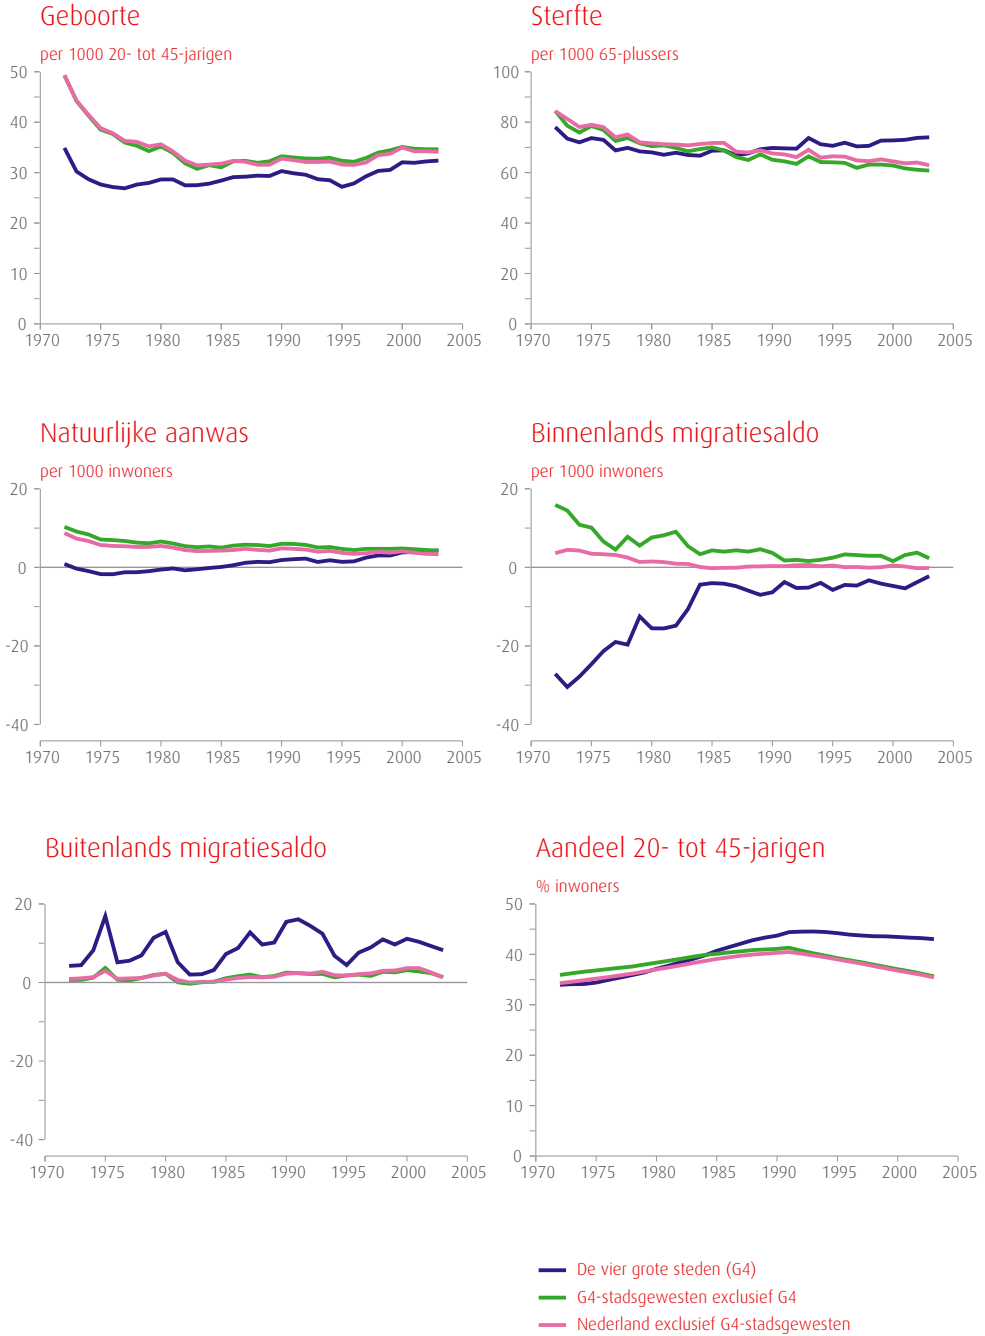 Geboorte
per 1000 20- tot 45-jarigen
50
40
30
20
10
0
1970 1975 1980 1985 1990 1995 2000 2005
Sterfte
per 1000 65-plussers
100
80
60
40
20
0
1970 1975 1980 1985 1990 1995 2000 2005
Natuurlijke aanwas
per 1000 inwoners
20
0
-20
-40
1970 1975 1980 1985 1990 1995 2000 2005
Binnenlands migratiesaldo
per 1000 inwoners
20
0
-20
-40
1970 1975 1980 1985 1990 1995 2000 2005
Buitenlands migratiesaldo
20
0
-20
-40
1970 1975 1980 1985 1990 1995 2000 2005
Aandeel 20- tot 45-jarigen
% inwoners
50
40
30
20
10
0
1970 1975 1980 1985 1990 1995 2000 2005
De vier grote steden (G4)
G4-stadsgewesten exclusief G4
Nederland exclusief G4-stadsgewesten